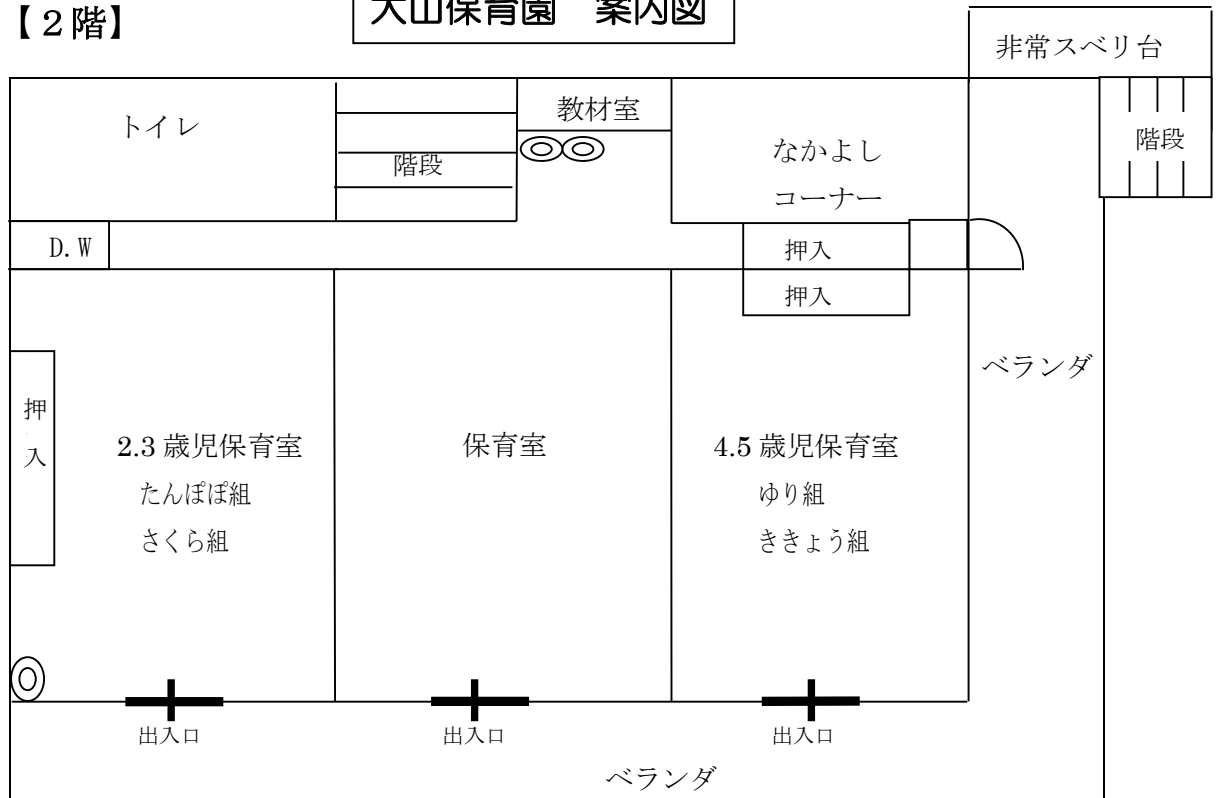 【２階】
大山保育園　案内図
非常スベリ台
トイレ
階段
教材室
なかよし
コーナー
階段
D.W
押入
押入
ベランダ
押入
2.3 歳児保育室
たんぽぽ組
さくら組
保育室
4.5 歳児保育室
ゆり組
ききょう組
出入口
出入口
出入口
ベランダ